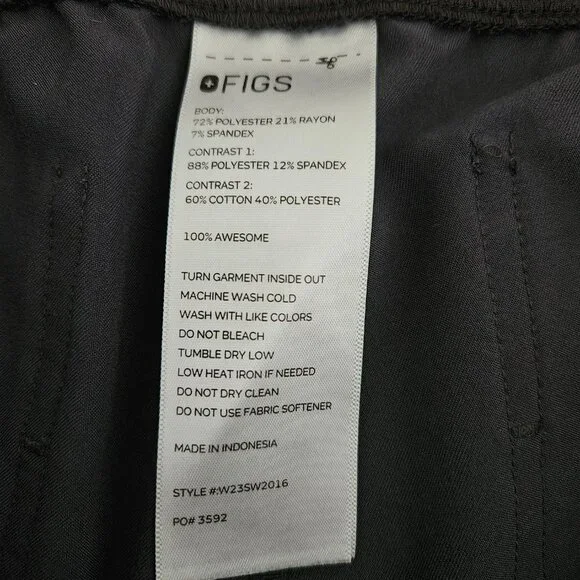 FIGS
BODY:
72% POLYESTER 21% RAYON
7% SPANDEX
CONTRAST 1:
88% POLYESTER 12% SPANDEX
CONTRAST 2:
60% COTTON 40% POLYESTER
100% AWESOME
TURN GARMENT INSIDE OUT
MACHINE WASH COLD
WASH WITH LIKE COLORS
DO NOT BLEACH
TUMBLE DRY LOW
LOW HEAT IRON IF NEEDED
DO NOT DRY CLEAN
DO NOT USE FABRIC SOFTENER
MADE IN INDONESIA
STYLE #:W23SW2016
PO# 3592